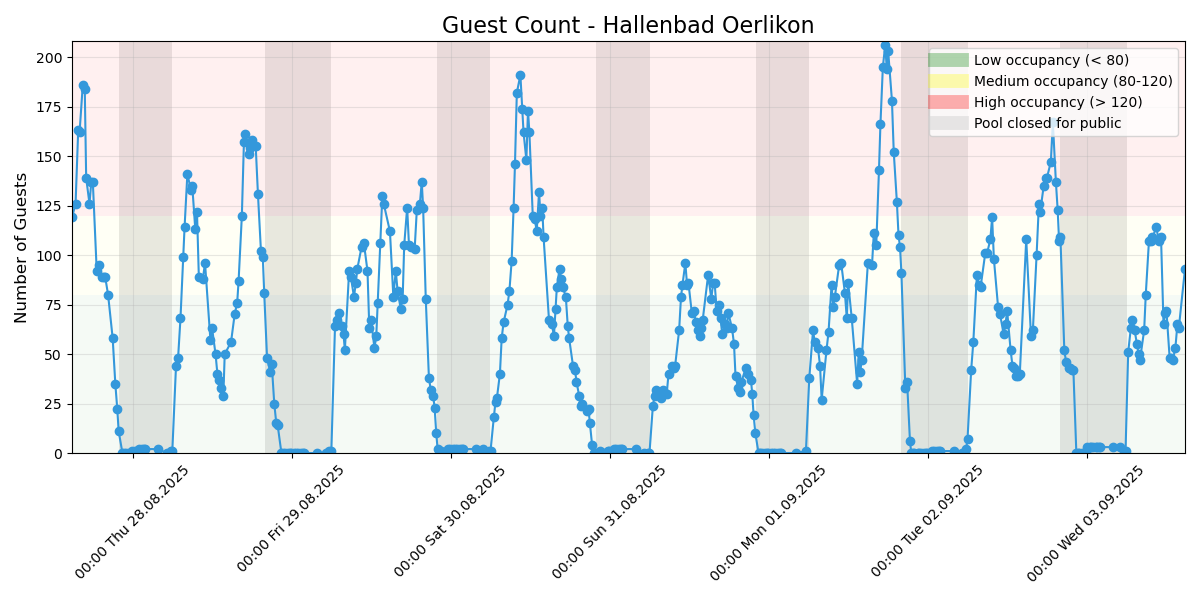 Guest Count - Hallenbad Oerlikon
Number of Guests
200
175
150
125
100
75
50
25
0
Low occupancy (< 80)
Medium occupancy (80-120)
High occupancy (> 120)
Pool closed for public
00:00 Thu 28.08.2025
00:00 Fri 29.08.2025
00:00 Sat 30.08.2025
00:00 Sun 31.08.2025
00:00 Mon 01.09.2025
00:00 Tue 02.09.2025
00:00 Wed 03.09.2025